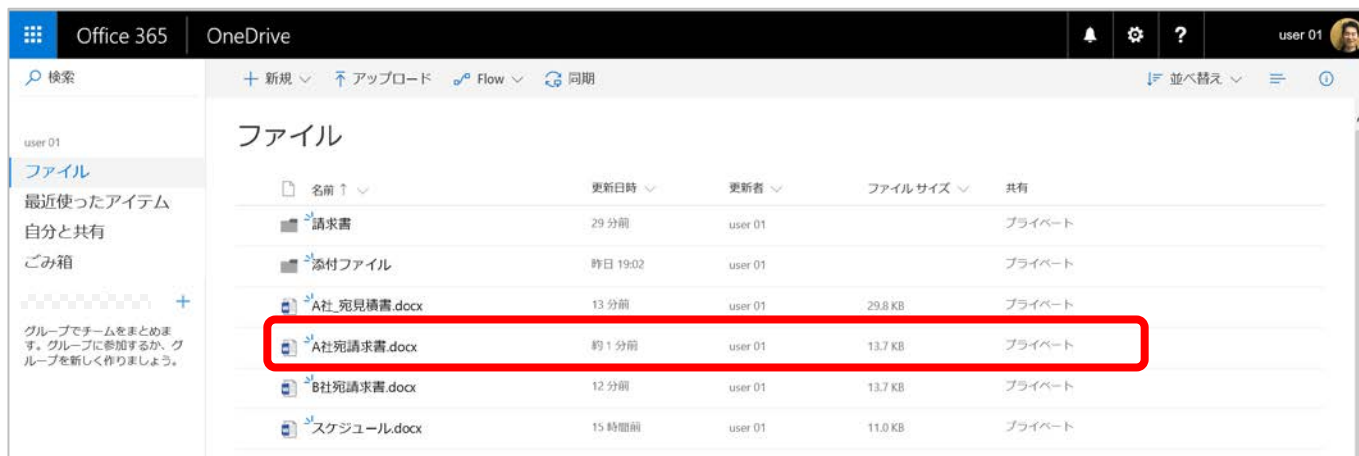 Office 365 OneDrive ? user 01
検索 + 新規 アップロード Flow 同期 並べ替え
user 01
ファイル
最近使ったアイテム
自分と共有
ごみ箱
+
グループでチームをまとめま
す。グループに参加するか、グ
ループを新しく作りましょう。
ファイル
名前 ↑ 更新日時 更新者 ファイル サイズ 共有
請求書 29 分前 user 01 プライベート
添付ファイル 昨日 19:02 user 01 プライベート
A社_宛見積書.docx 13 分前 user 01 29.8 KB プライベート
A社宛請求書.docx 約 1 分前 user 01 13.7 KB プライベート
B社宛請求書.docx 12 分前 user 01 13.7 KB プライベート
スケジュール.docx 15 時間前 user 01 11.0 KB プライベート